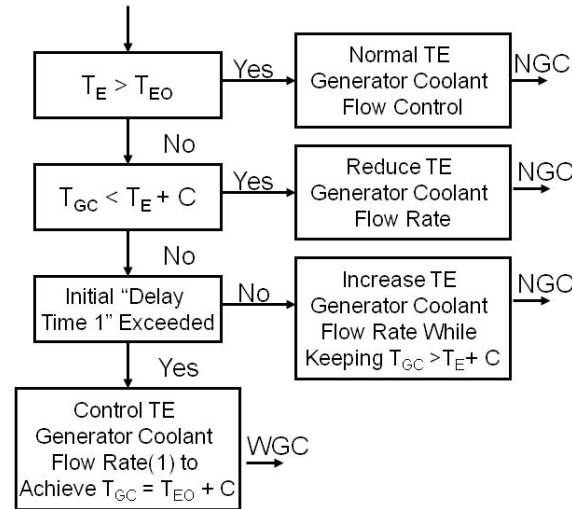 T_E > T_EO
Yes
Normal TE
Generator Coolant
Flow Control
NGC
No
T_GC < T_E + C
Yes
Reduce TE
Generator Coolant
Flow Rate
NGC
No
Initial “Delay
Time 1” Exceeded
No
Increase TE
Generator Coolant
Flow Rate While
Keeping T_GC >T_E + C
NGC
Yes
Control TE
Generator Coolant
Flow Rate(1) to
Achieve T_GC = T_EO + C
WGC